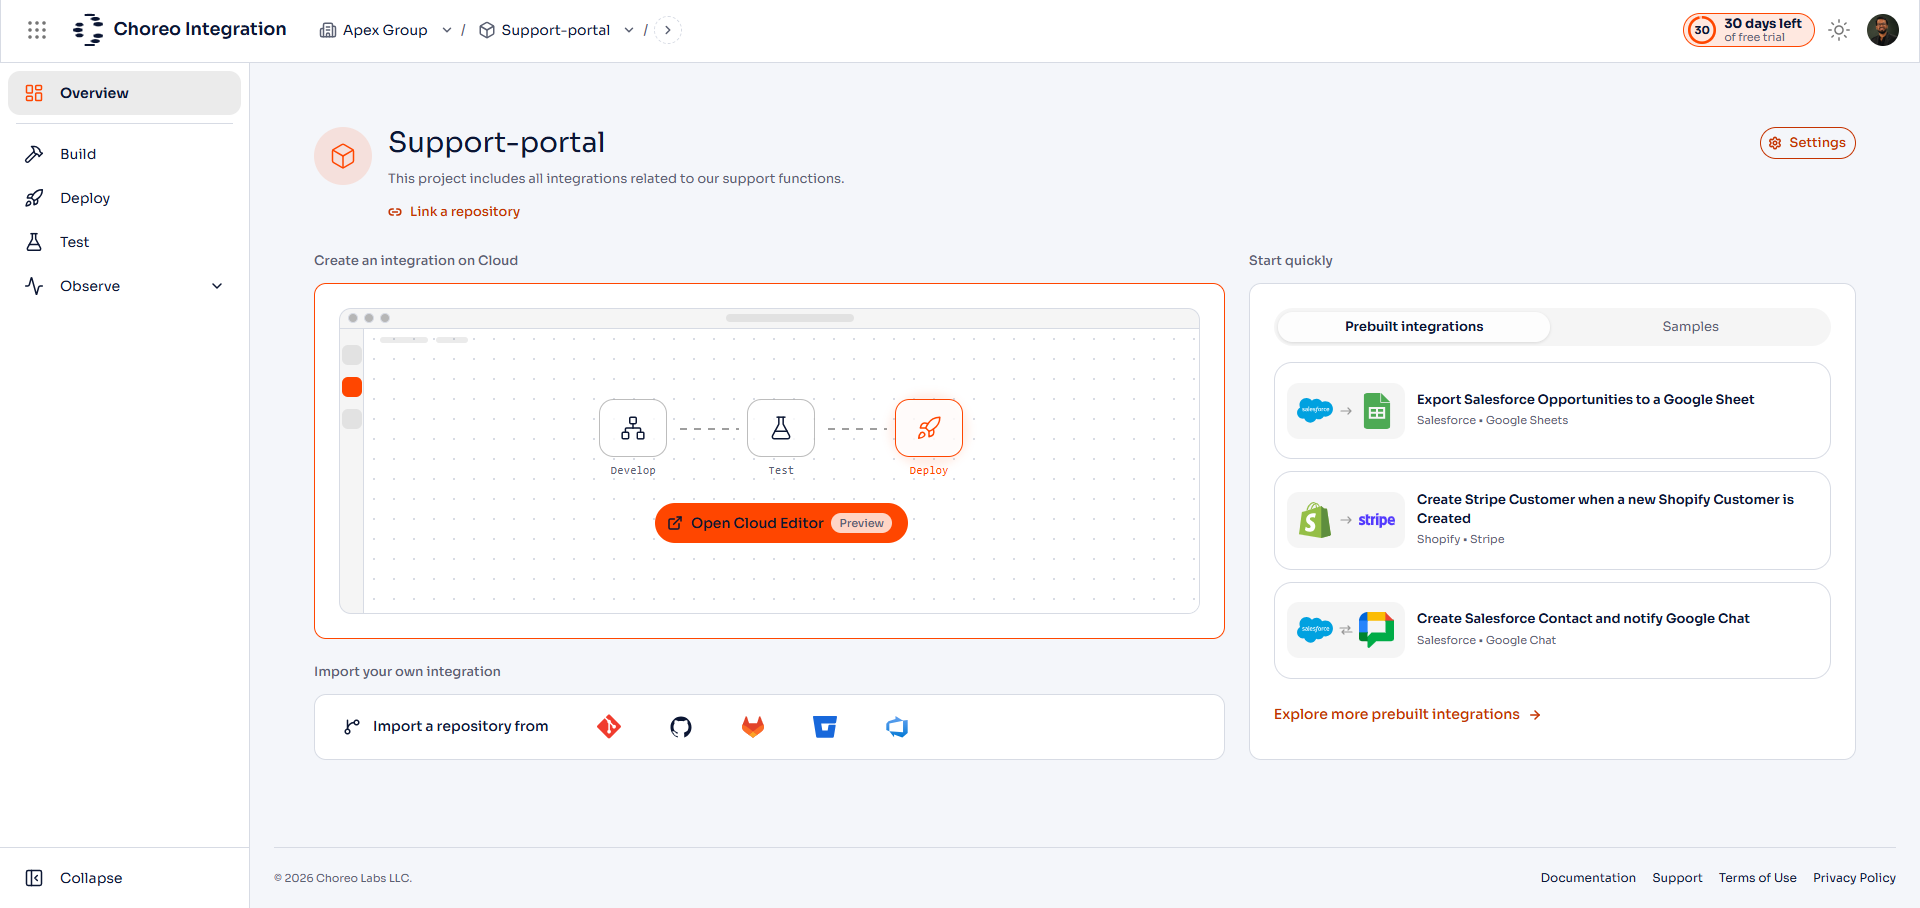 Choreo Integration
Apex Group
/
Support-portal
/
30
30 days left
of free trial
Overview
Build
Deploy
Test
Observe
Collapse
Support-portal
This project includes all integrations related to our support functions.
Link a repository
Settings
Create an integration on Cloud
Develop
Test
Deploy
Open Cloud Editor
Preview
Import your own integration
Import a repository from
Start quickly
Prebuilt integrations
Samples
salesforce
Export Salesforce Opportunities to a Google Sheet
Salesforce • Google Sheets
stripe
Create Stripe Customer when a new Shopify Customer is
Created
Shopify • Stripe
salesforce
Create Salesforce Contact and notify Google Chat
Salesforce • Google Chat
Explore more prebuilt integrations
© 2026 Choreo Labs LLC.
Documentation
Support
Terms of Use
Privacy Policy